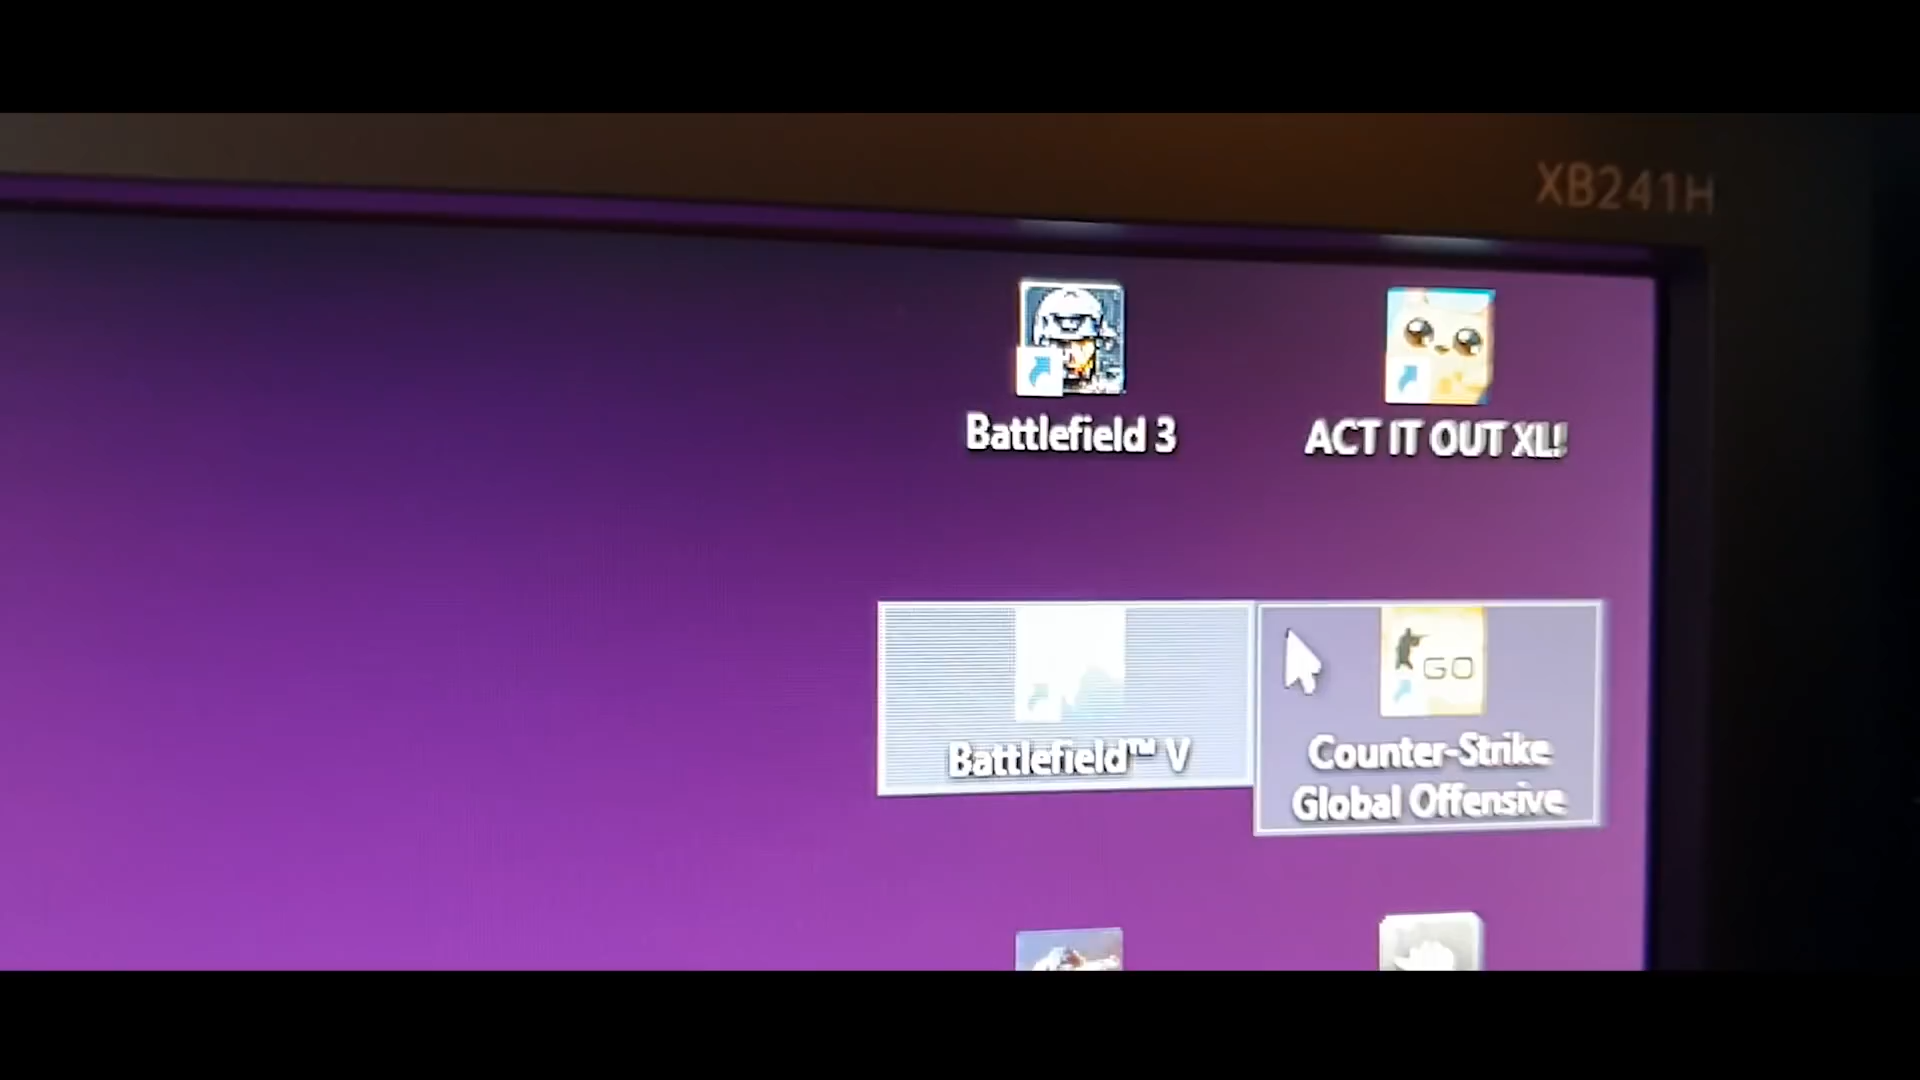 XB241H
Battlefield 3
ACT IT OUT XL!
GO
Battlefield™ V
Counter-Strike
Global Offensive